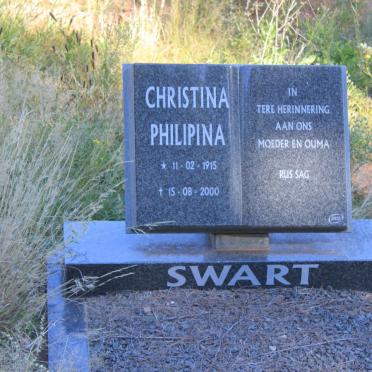 CHRISTINA
PHILIPINA
★ 11-02-1915
† 15-08-2000
IN
TERE HERINNERING
AAN ONS
MOEDER EN OUMA
RUS SAG
SWART